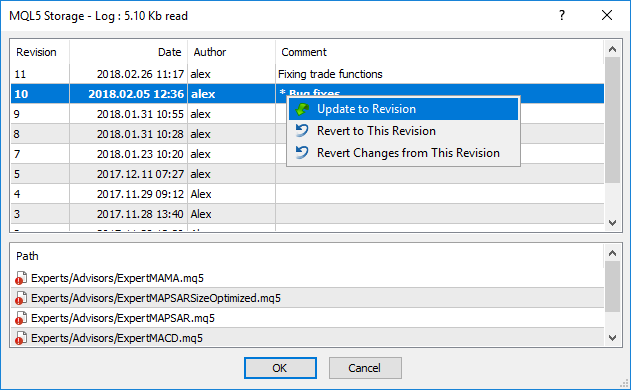 MQL5 Storage - Log : 5.10 Kb read
Revision Date Author Comment
11 2018.02.26 11:17 alex Fixing trade functions
10 2018.02.05 12:36 alex * Bug fixes
Update to Revision
9 2018.01.31 10:55 alex
Revert to This Revision
8 2018.01.31 10:28 alex
Revert Changes from This Revision
7 2018.01.23 10:20 alex
5 2017.12.11 07:27 alex
4 2017.11.29 09:12 Alex
3 2017.11.28 13:40 Alex
Path
Experts/Advisors/ExpertMAMA.mq5
Experts/Advisors/ExpertMAPSARSizeOptimized.mq5
Experts/Advisors/ExpertMAPSAR.mq5
Experts/Advisors/ExpertMACD.mq5
OK Cancel